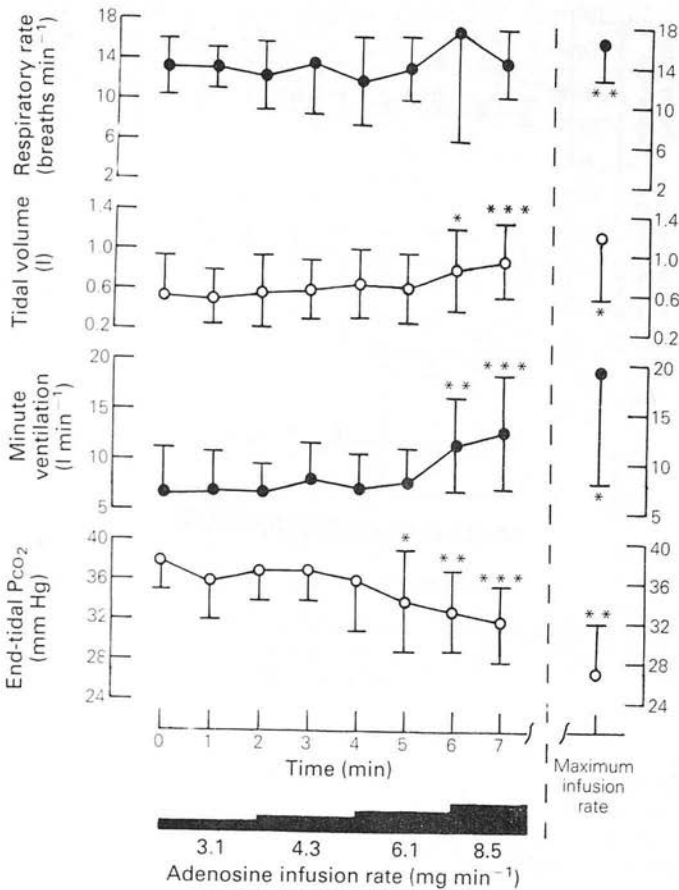 Respiratory rate
(breaths min⁻¹)
18
14
10
6
2
18
14
10
6
2
* *
Tidal volume
(l)
1.4
1.0
0.6
0.2
* * * *
1.4
1.0
0.6
0.2
*
Minute
ventilation
(l min⁻¹)
20
15
10
5
* * * * *
20
15
10
5
*
End-tidal PCO₂
(mm Hg)
40
36
32
28
24
* * * * * *
40
36
32
28
24
* *
0 1 2 3 4 5 6 7
Time (min)
Maximum
infusion
rate
3.1 4.3 6.1 8.5
Adenosine infusion rate (mg min⁻¹)